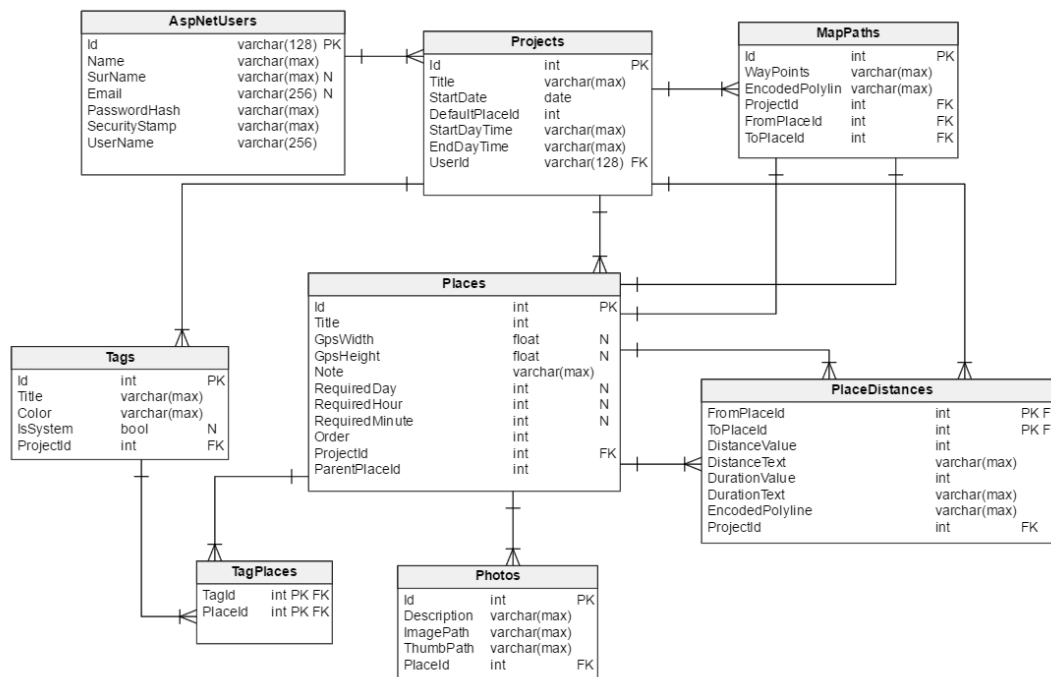 AspNetUsers
Id varchar(128) PK
Name varchar(max)
SurName varchar(max) N
Email varchar(256) N
PasswordHash varchar(max)
SecurityStamp varchar(max)
UserName varchar(256)
Projects
Id int PK
Title varchar(max)
StartDate date
DefaultPlaceId int
StartDayTime varchar(max)
EndDayTime varchar(max)
UserId varchar(128) FK
MapPaths
Id int PK
WayPoints varchar(max)
EncodedPolylin varchar(max)
ProjectId int FK
FromPlaceId int FK
ToPlaceId int FK
Places
Id int PK
Title int
GpsWidth float N
GpsHeight float N
Note varchar(max)
RequiredDay int N
RequiredHour int N
RequiredMinute int N
Order int
ProjectId int FK
ParentPlaceId int
Tags
Id int PK
Title varchar(max)
Color varchar(max)
IsSystem bool N
ProjectId int FK
PlaceDistances
FromPlaceId int PK F
ToPlaceId int PK F
DistanceValue int
DistanceText varchar(max)
DurationValue int
DurationText varchar(max)
EncodedPolyline varchar(max)
ProjectId int FK
TagPlaces
TagId int PK FK
PlaceId int PK FK
Photos
Id int PK
Description varchar(max)
ImagePath varchar(max)
ThumbPath varchar(max)
PlaceId int FK